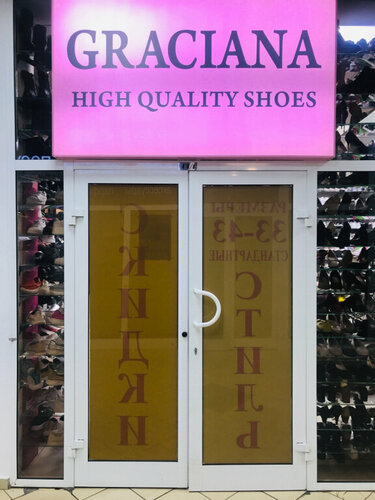 GRACIANA
HIGH QUALITY SHOES
СКИДКИ
РАЗМЕРЫ
33-43
СТАНДАРТНЫЕ
СТИЛЬ